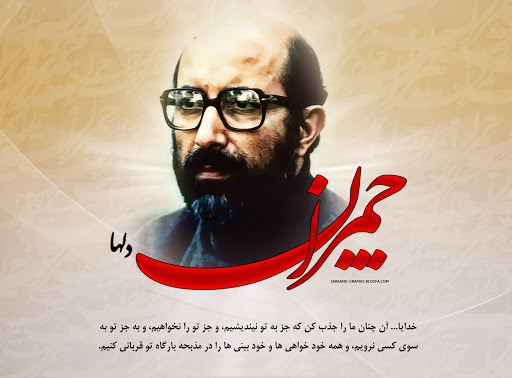 چمران
دلها
SARBAND-GRAPHIC.BLOGFA.COM
خدایا... آن چنان ما را جذب کن که جز به تو نیندیشیم، و جز تو را نخواهیم، و به جز تو به
سوی کسی نرویم، و همه خود خواهی ها و خود بینی ها را در مذبحه بارگاه تو قربانی کنیم.